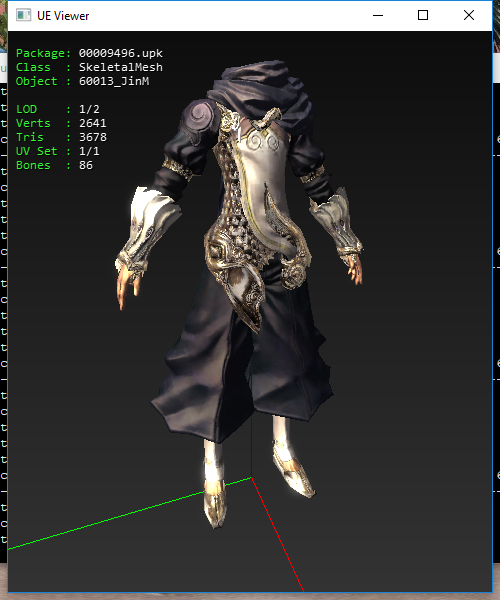 UE Viewer
Package: 00009496.upk
Class : SkeletalMesh
Object : 60013_JinM
LOD : 1/2
Verts : 2641
Tris : 3678
UV Set : 1/1
Bones : 86